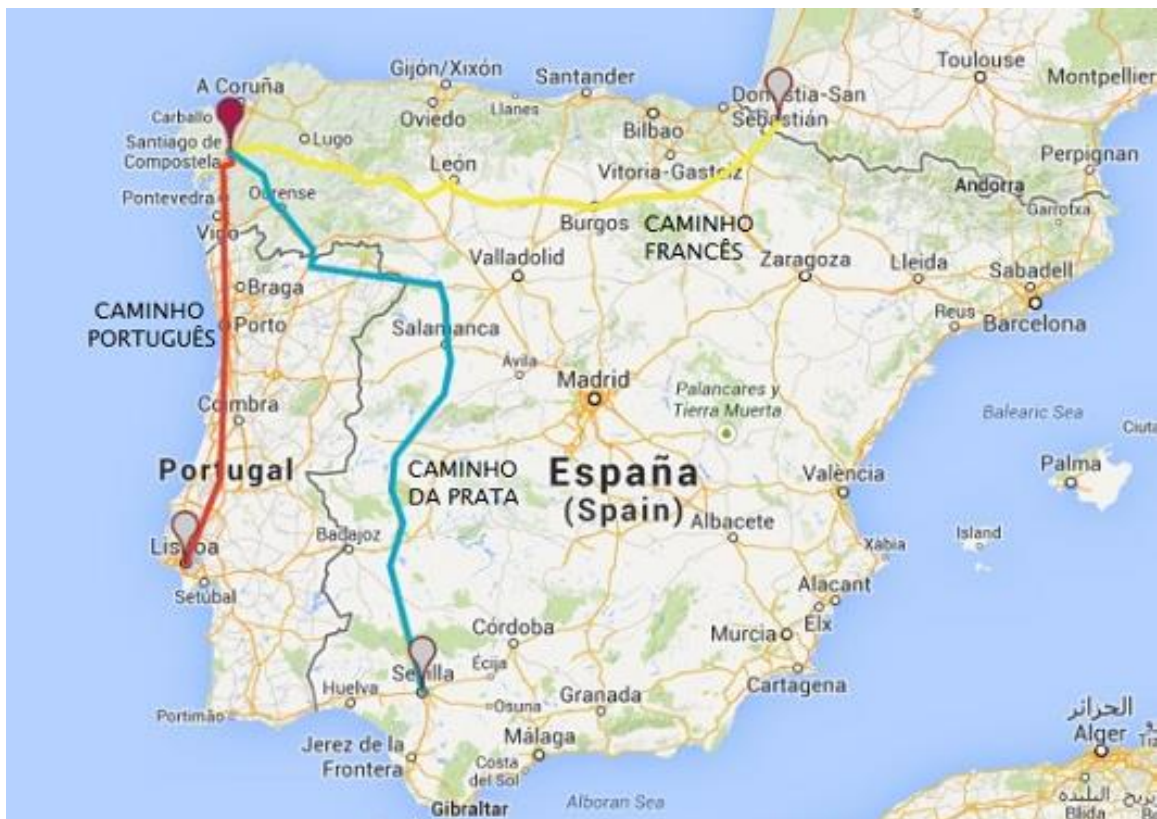 Toulouse
Montpellier
A Coruña
Gijón/Xixón
Santander
Donostia-San
Sebastián
Carballo
Llanes
Oviedo
Bilbao
Santiago de
Compostela
Lugo
León
Vitoria-Gasteiz
Perpignan
Andorra
Pontevedra
Ourense
Garrotxa
Vigo
Burgos
CAMINHO
FRANCÊS
Valladolid
Zaragoza
Lleida
Sabadell
Braga
Reus
Barcelona
CAMINHO
PORTUGUÊS
Porto
Salamanca
Ávila
Madrid
Palancares y
Tierra Muerta
Coimbra
Balearic Sea
Portugal
CAMINHO
DA PRATA
España
(Spain)
València
Palma
Lisboa
Badajoz
Albacete
Island
Xàbia
Setúbal
Alacant
Elx
Córdoba
Murcia
Sevilla
Écija
Huelva
Cartagena
Osuna
Granada
Portimão
Jerez de la
Frontera
Málaga
Costa
del Sol
Gibraltar
Alboran Sea
الجزائر
Alger
البليدة
Blida